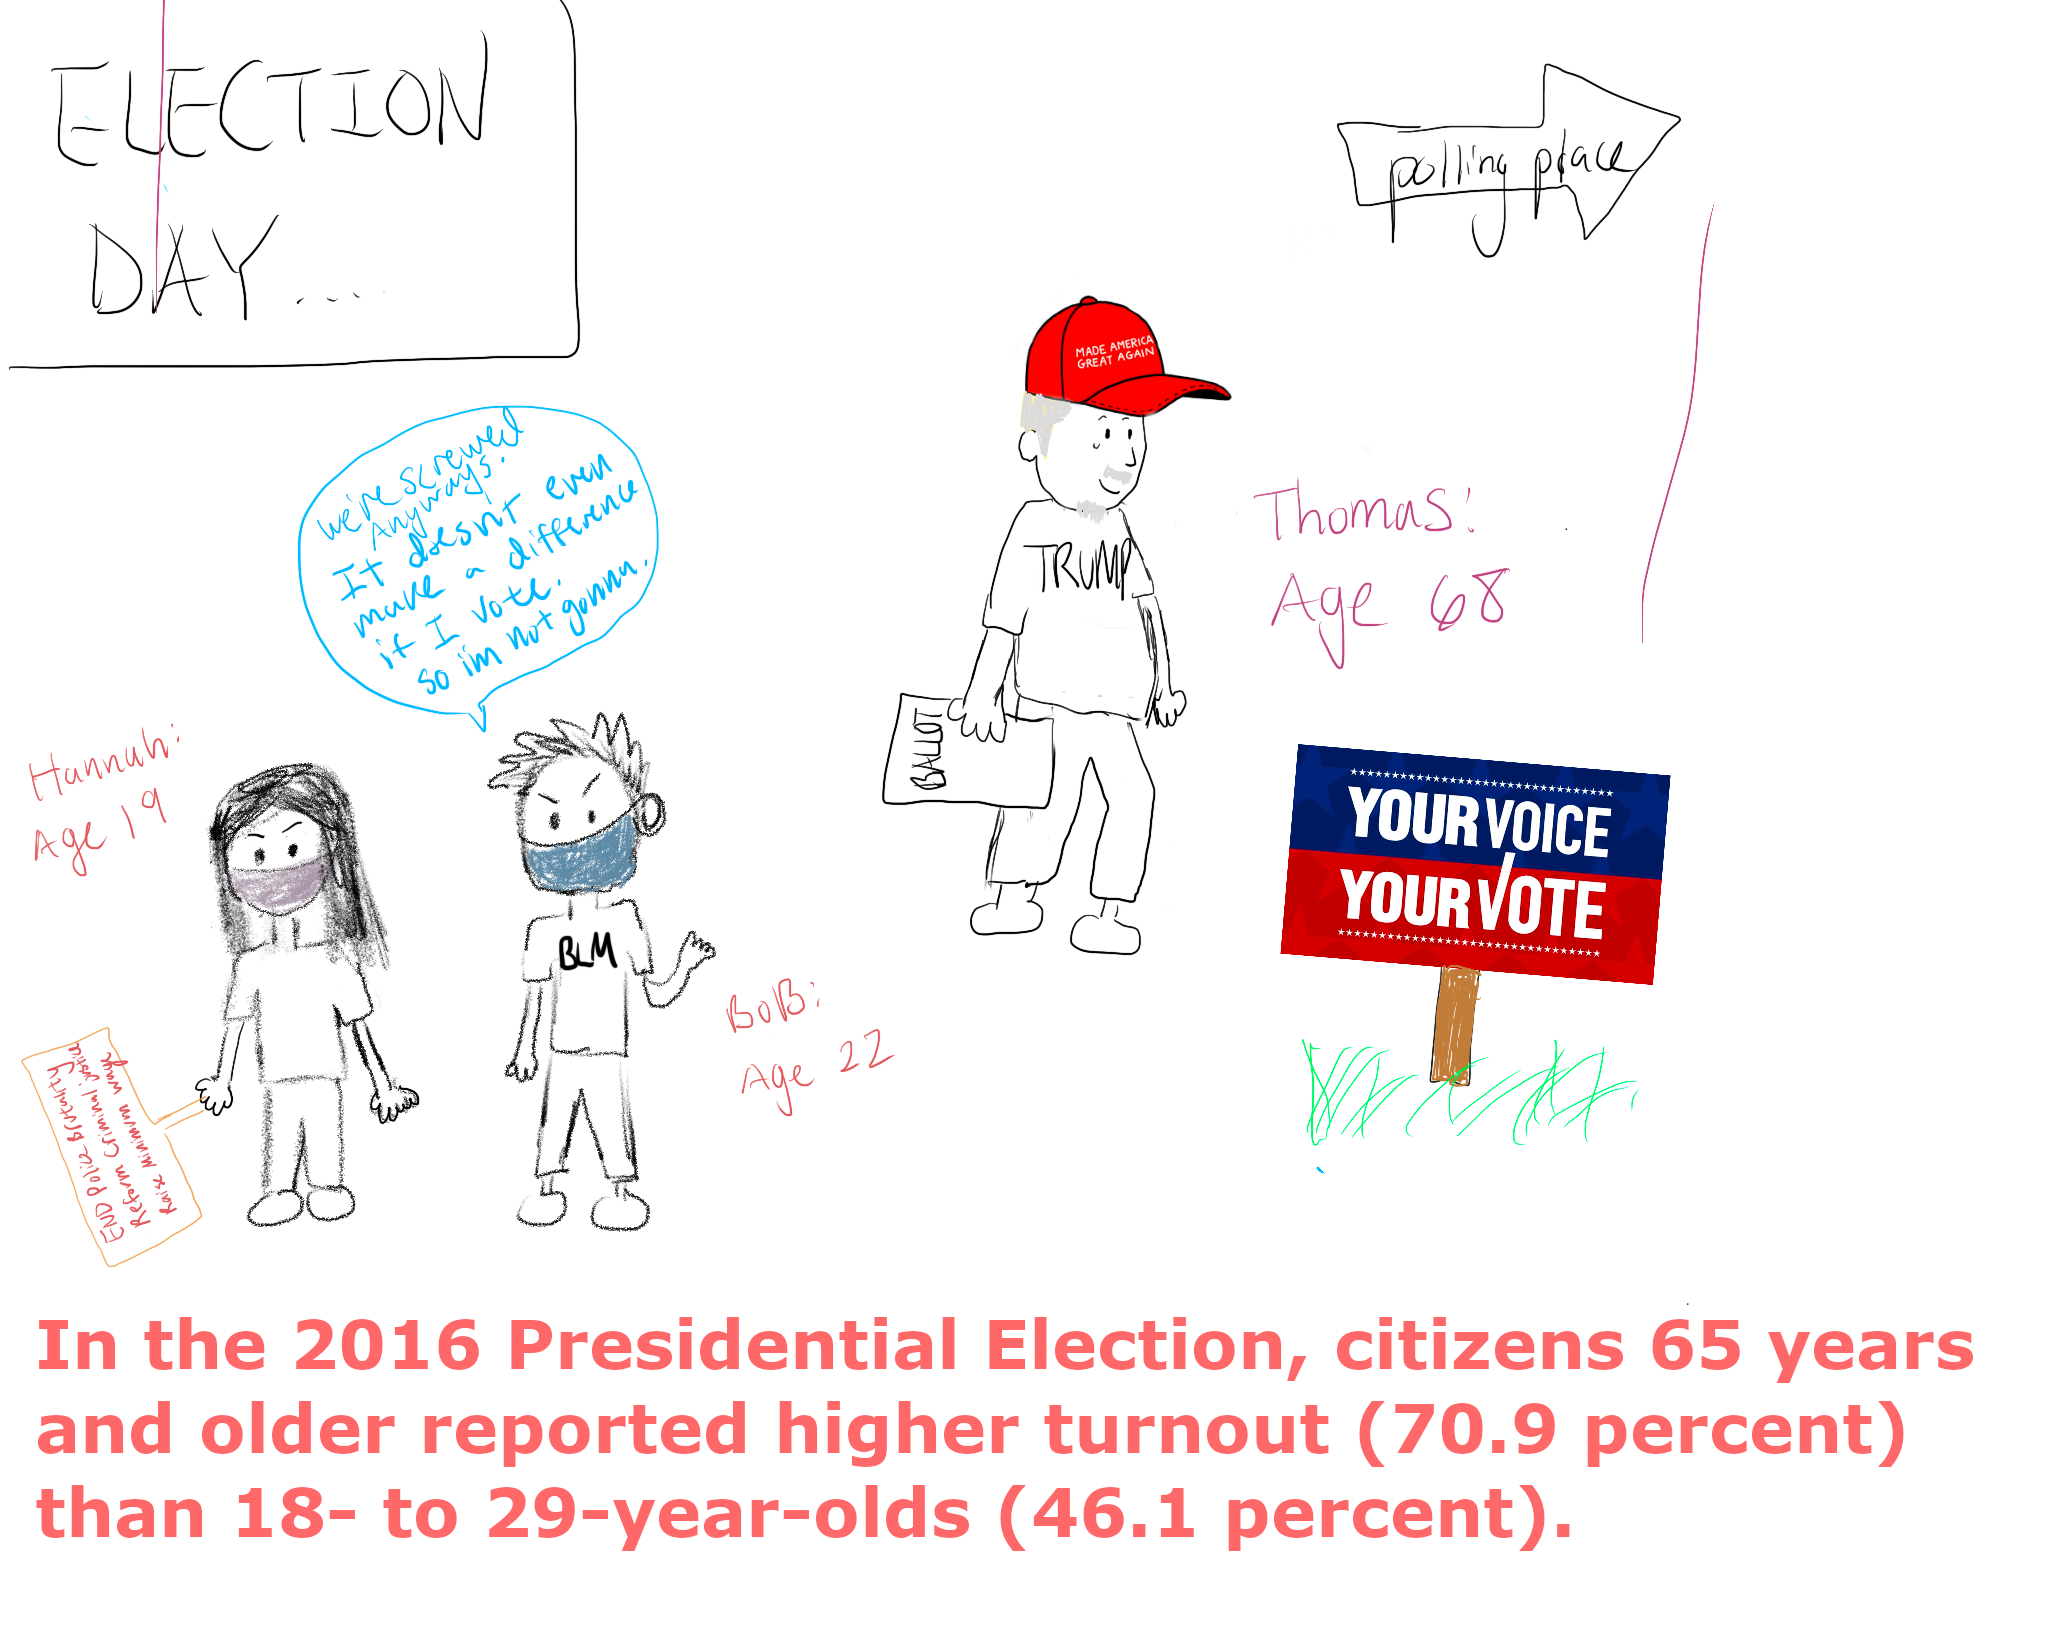 ELECTION
DAY ....
polling place
MADE AMERICA
GREAT AGAIN
we're screwed
Anyways.
It doesn't even
make a difference
if I vote.
so im not gonna.
TRUMP
Thomas:
Age 68
BALLOT
Hannah:
Age 19
YOUR VOICE
YOUR VOTE
BLM
BOB:
Age 22
END Police Brutality
Reform Criminal justice
Raise Minimum wage
In the 2016 Presidential Election, citizens 65 years
and older reported higher turnout (70.9 percent)
than 18- to 29-year-olds (46.1 percent).